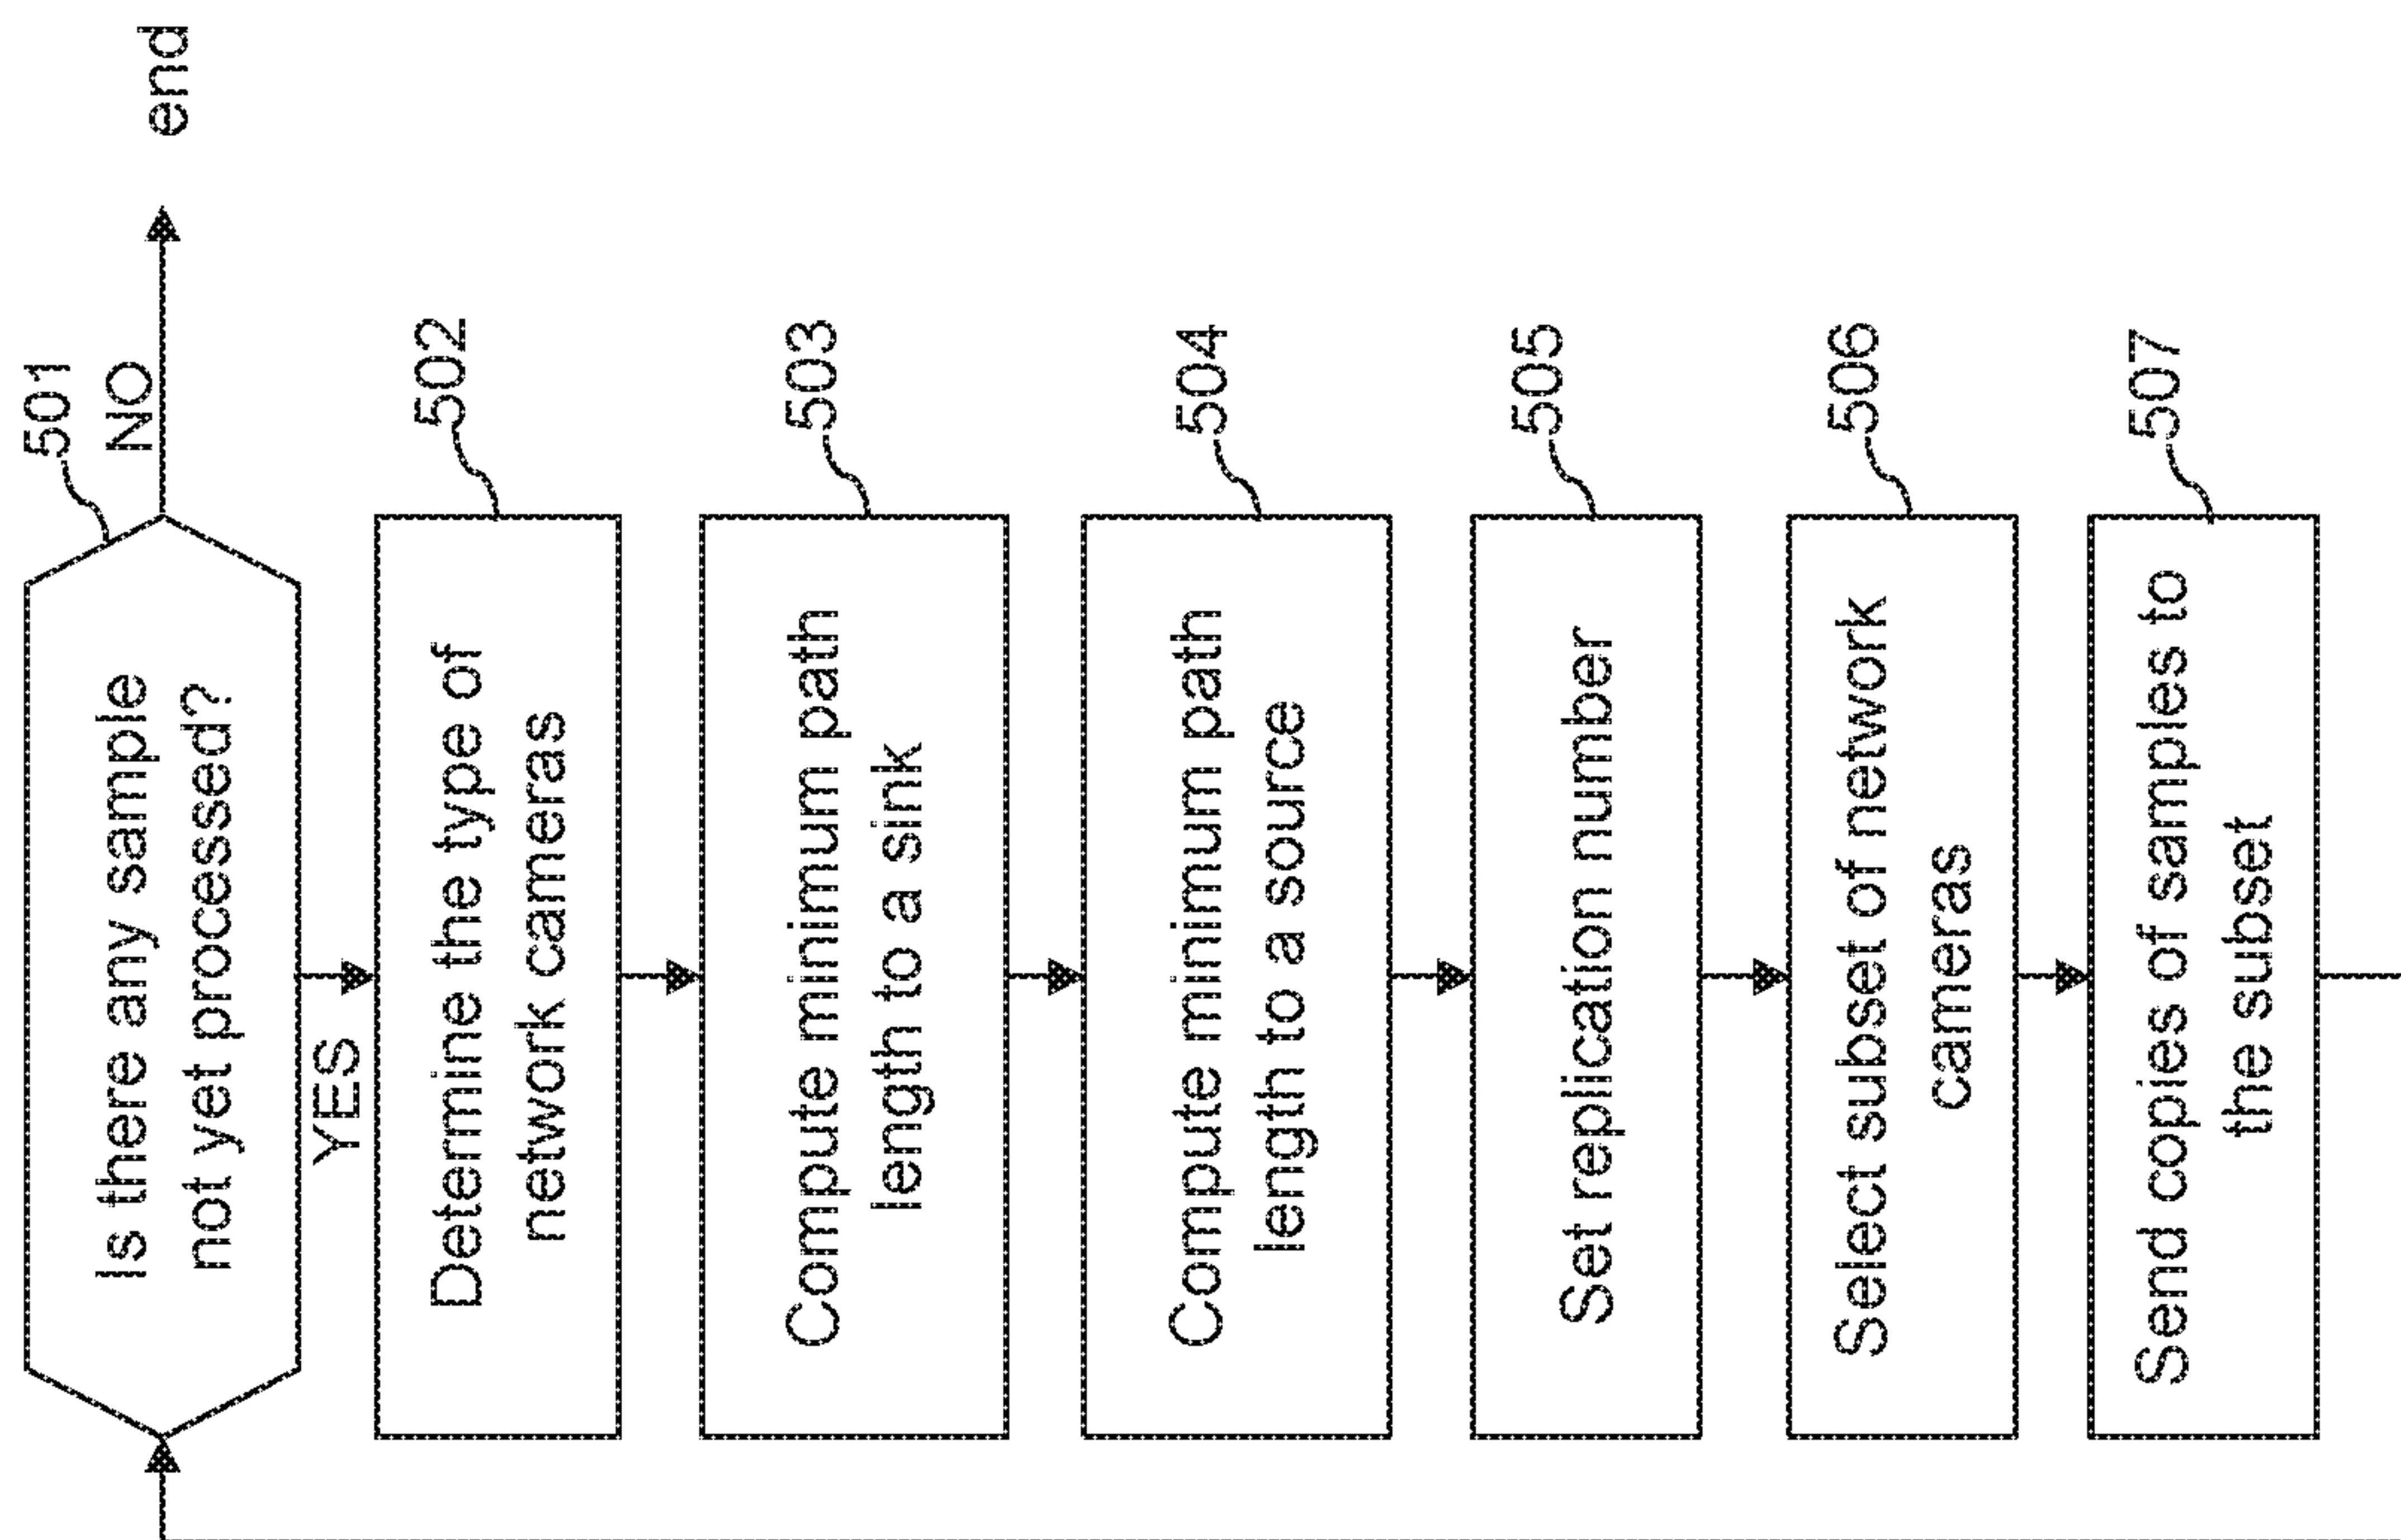 501
NO
end
Is there any sample
not yet processed?
YES
502
Determine the type of
network cameras
503
Compute minimum path
length to a sink
504
Compute minimum path
length to a source
505
Set replication number
506
Select subset of network
cameras
507
Send copies of samples to
the subset